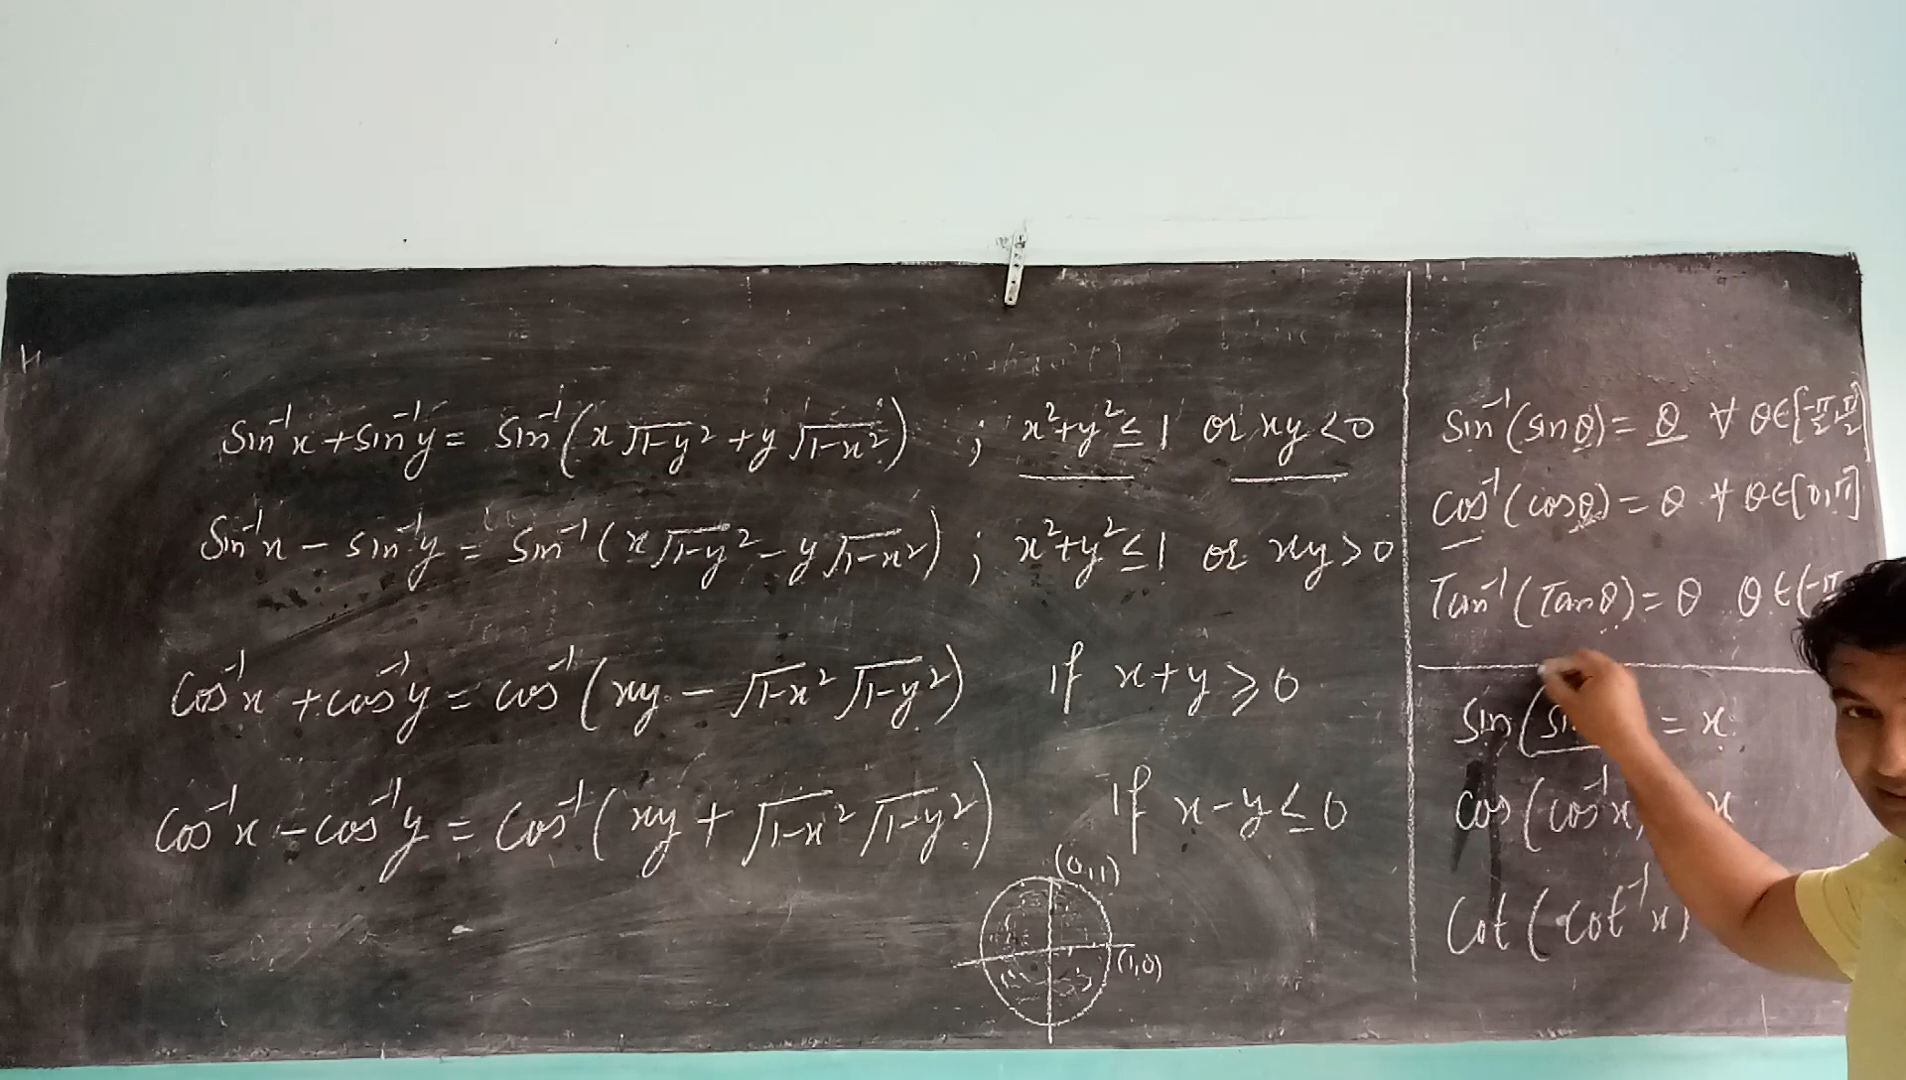 Sin⁻¹x + Sin⁻¹y = Sin⁻¹(x√1-y² + y√1-x²) ; x²+y² ≤ 1 or xy < 0
Sin⁻¹x - sin⁻¹y = Sin⁻¹(x√1-y² - y√1-x²) ; x²+y² ≤ 1 or xy > 0
Cos⁻¹x + cos⁻¹y = cos⁻¹(xy - √1-x² √1-y²) If x+y ≥ 0
Cos⁻¹x - cos⁻¹y = Cos⁻¹(xy + √1-x² √1-y²) If x-y ≤ 0
(0,1)
(1,0)
Sin⁻¹(sinθ) = θ ∀ θ∈[-π/2, π/2]
Cos⁻¹(cosθ) = θ ∀ θ∈[0,π]
Tan⁻¹(Tanθ) = θ θ∈(-π
Sin(si = x
Cos(cos⁻¹x) x
Cot(cot⁻¹x)